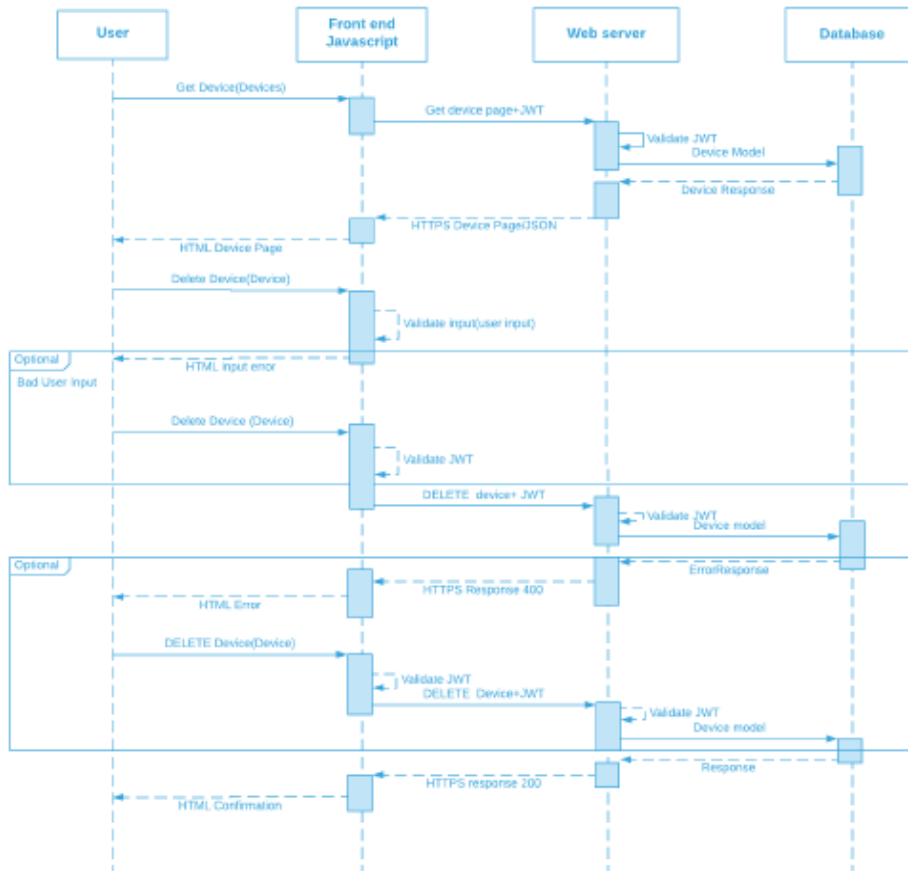 User
Front end
Javascript
Web server
Database
Get Device(Devices)
Get device page+JWT
Validate JWT
Device Model
Device Response
HTTPS Device Page/JSON
HTML Device Page
Delete Device(Device)
Validate input(user input)
Optional
HTML input error
Bad User Input
Delete Device (Device)
Validate JWT
DELETE device+ JWT
Validate JWT
Device model
Optional
ErrorResponse
HTTPS Response 400
HTML Error
DELETE Device(Device)
Validate JWT
DELETE Device+JWT
Validate JWT
Device model
Response
HTTPS response 200
HTML Confirmation